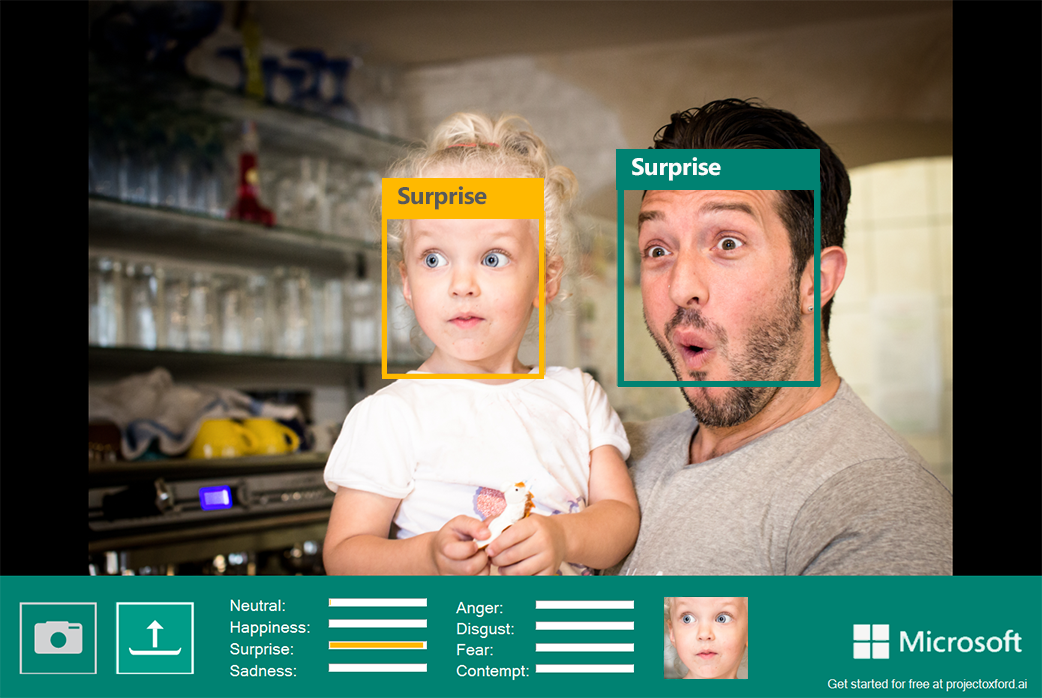 Surprise
Surprise
Neutral:
Happiness:
Surprise:
Sadness:
Anger:
Disgust:
Fear:
Contempt:
Microsoft
Get started for free at projectoxford.ai